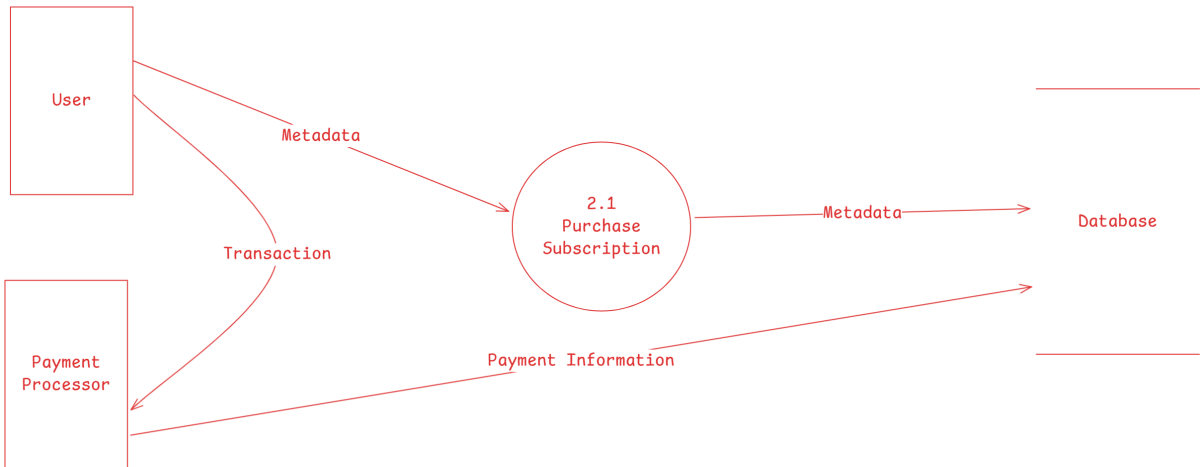 User
Metadata
2.1
Purchase
Subscription
Metadata
Database
Transaction
Payment
Processor
Payment Information